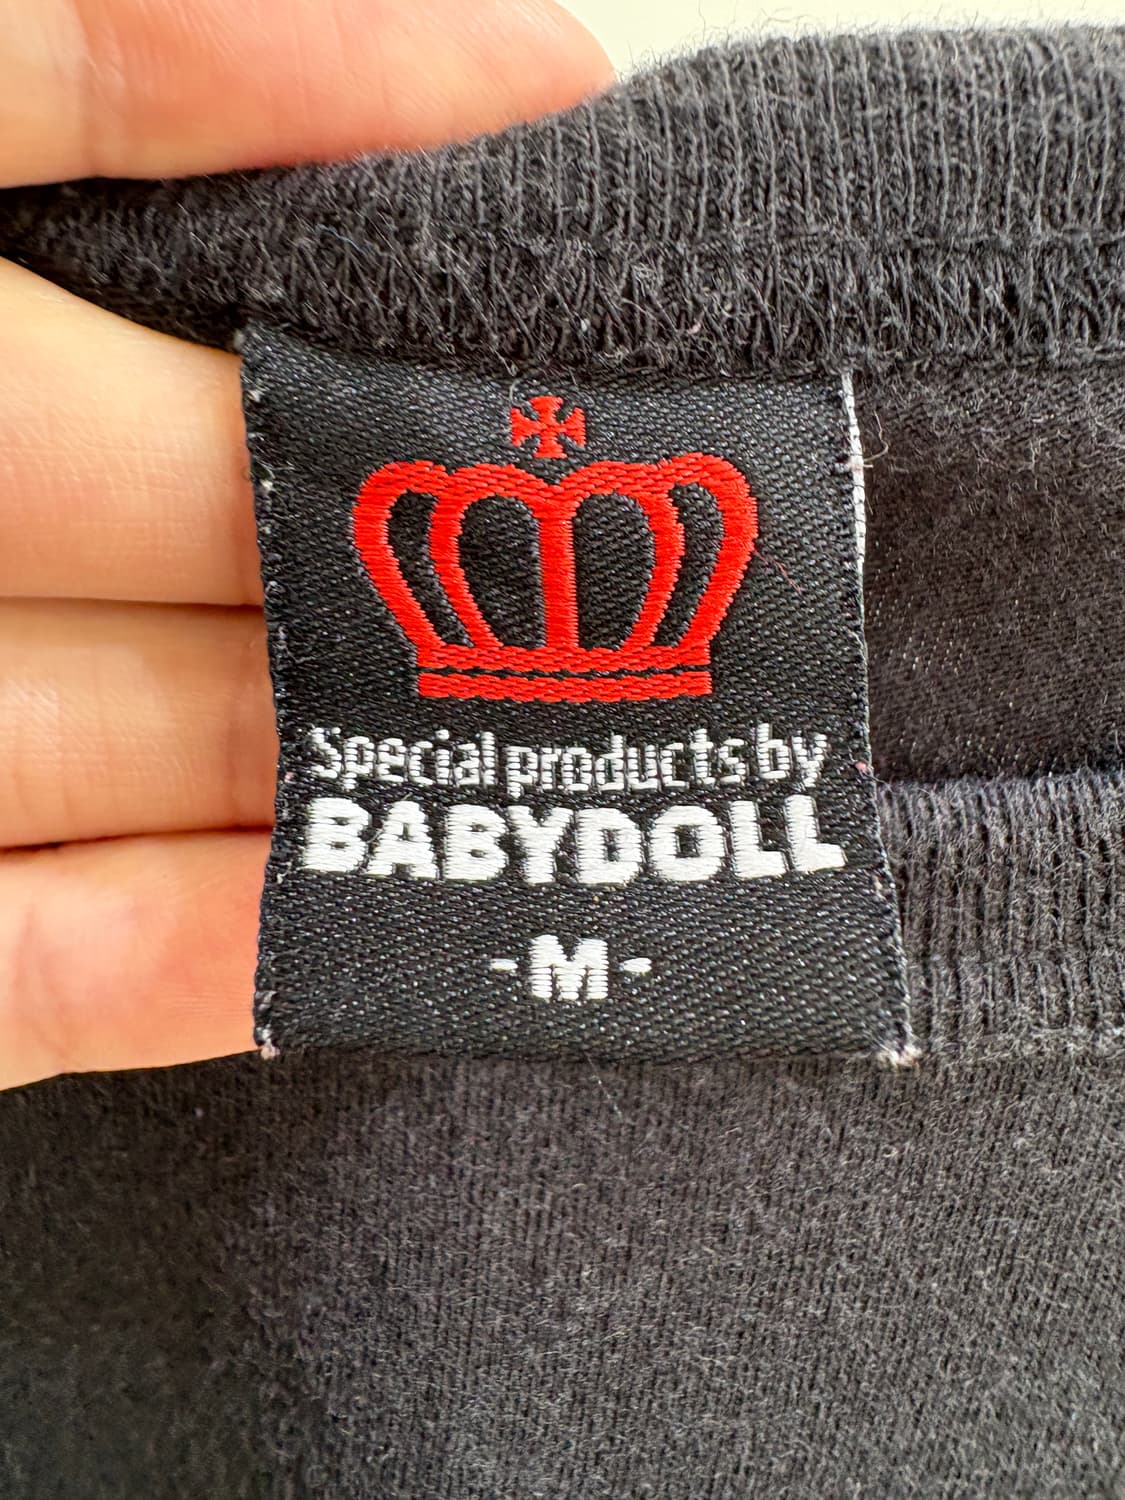 Special products by
BABYDOLL
-M-